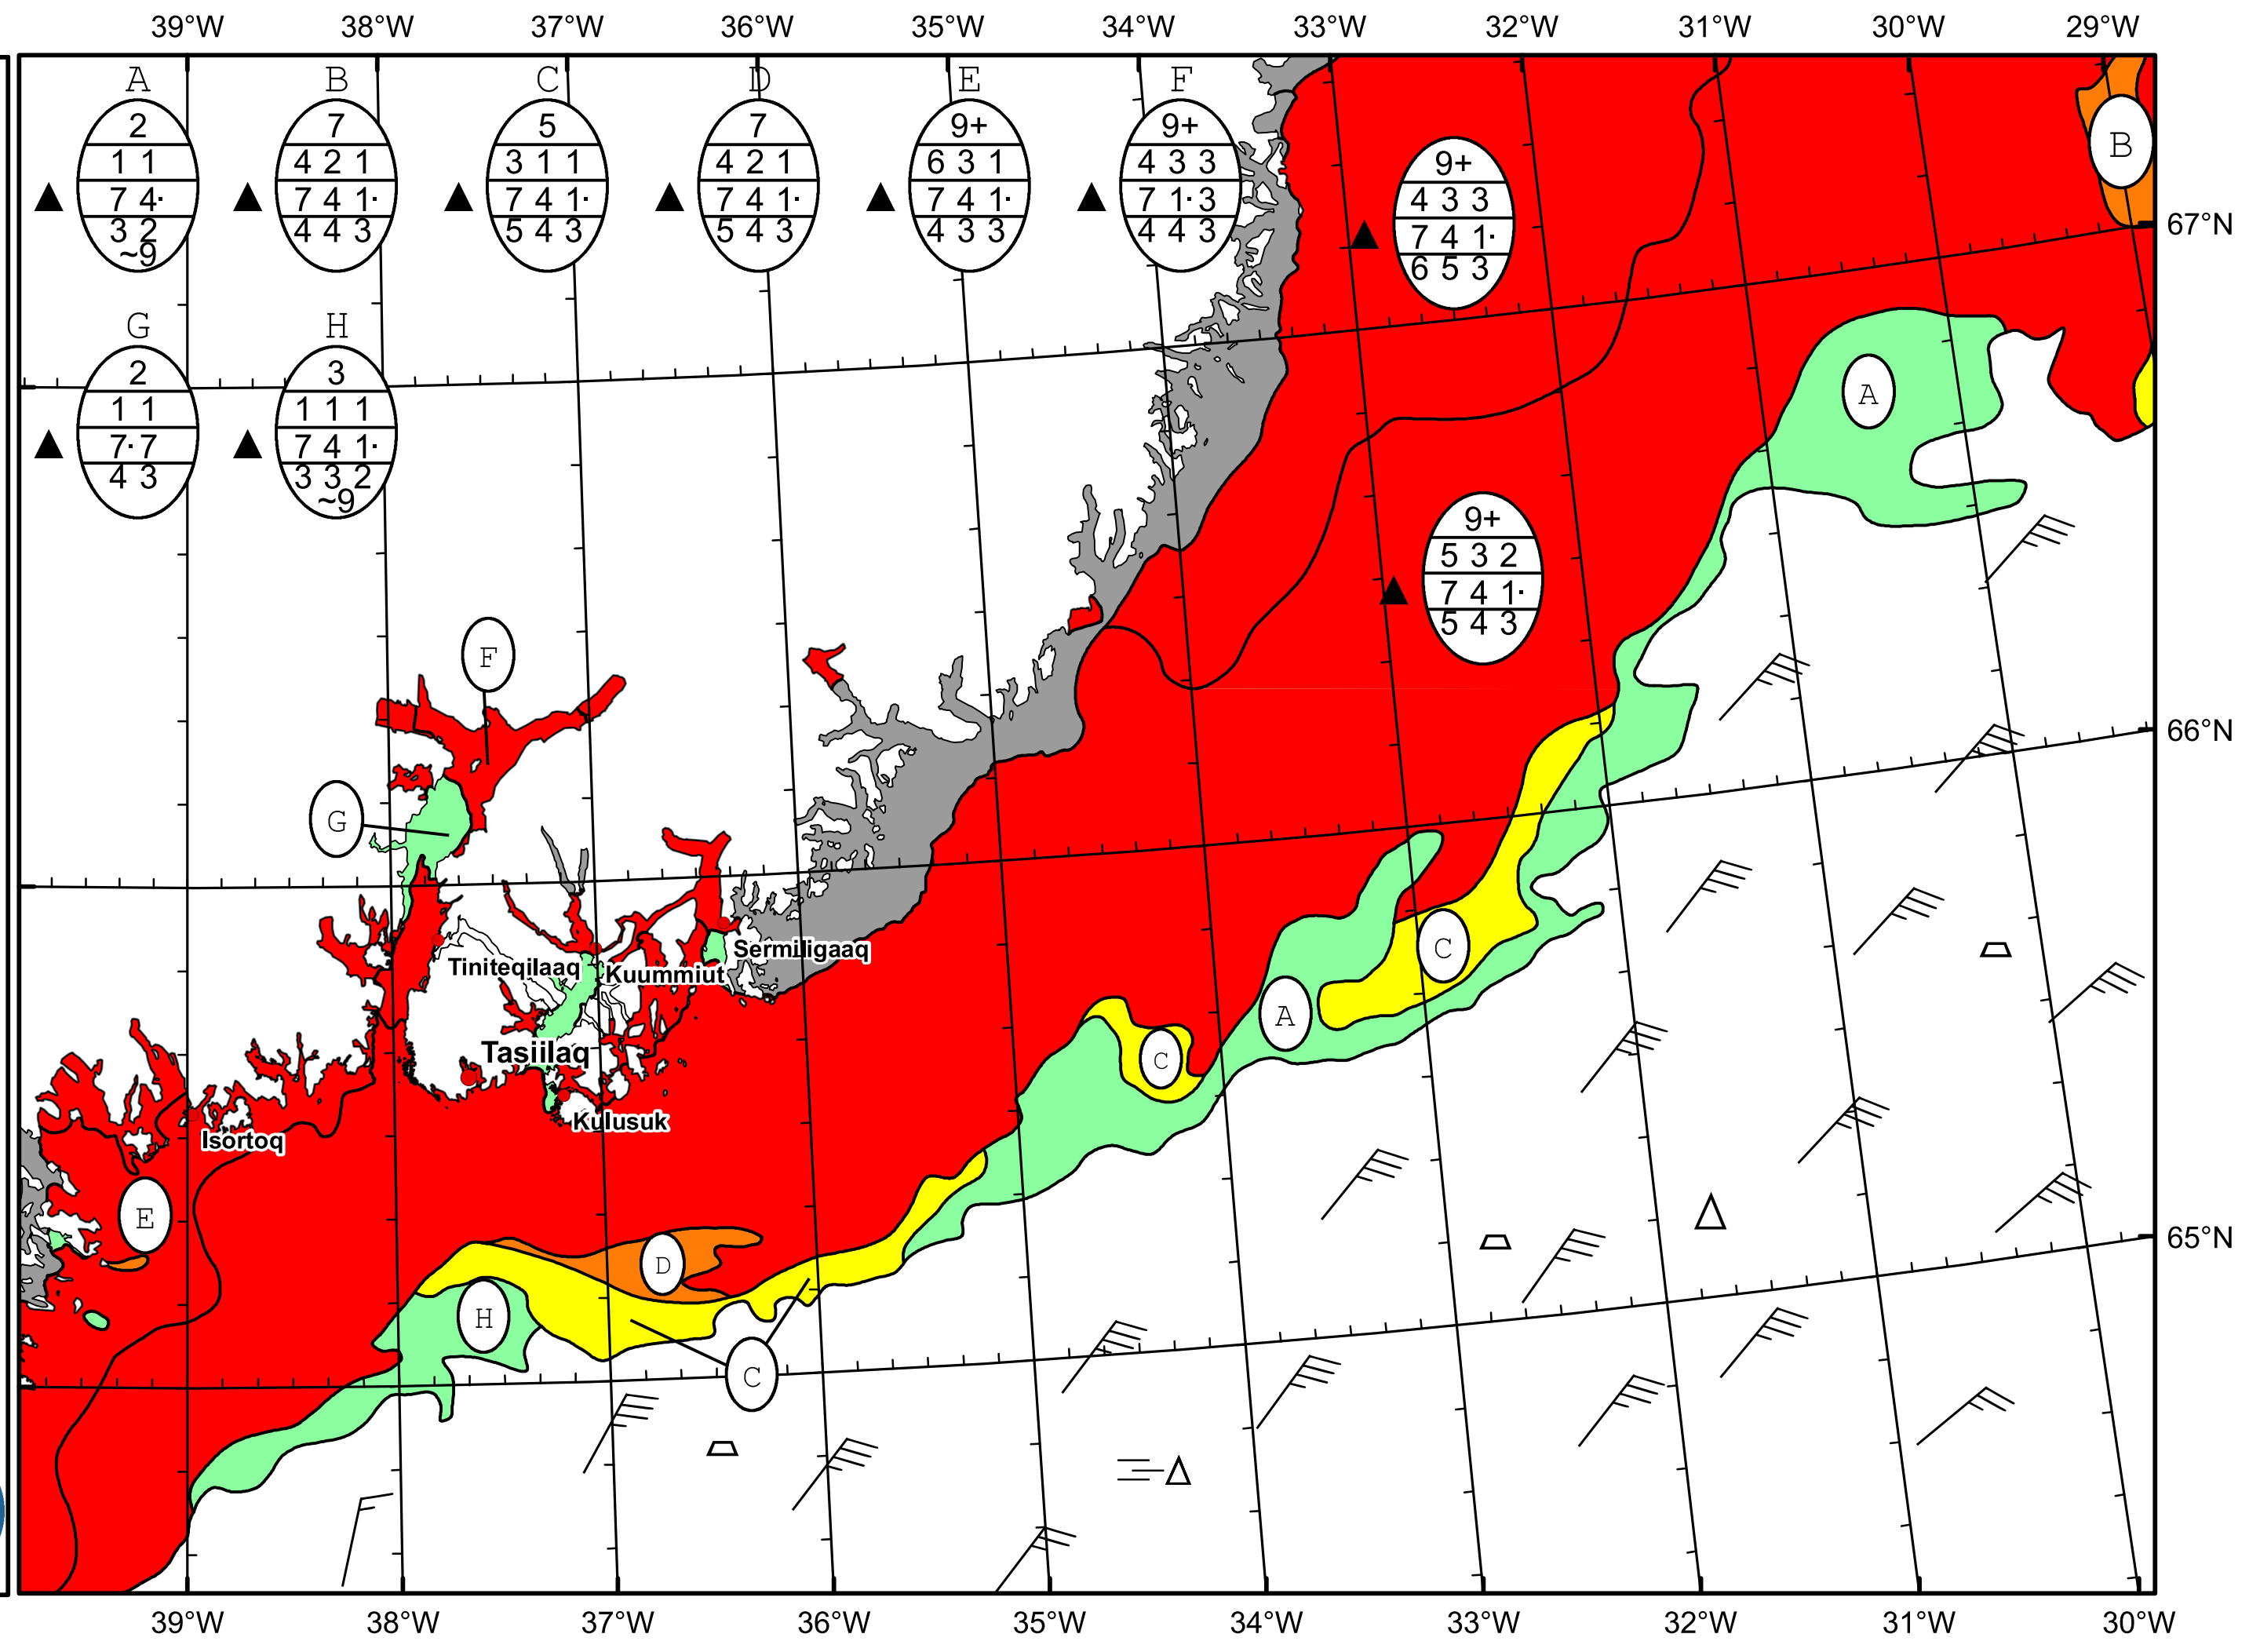 39°W 38°W 37°W 36°W 35°W 34°W 33°W 32°W 31°W 30°W 29°W
A B C D E F
2 7 5 7 9+ 9+
1 1 4 2 1 3 1 1 4 2 1 6 3 1 4 3 3
7 4· 7 4 1· 7 4 1· 7 4 1· 7 4 1· 7 1·3
3 2 4 4 3 5 4 3 5 4 3 4 3 3 4 4 3
~9
9+
4 3 3
7 4 1·
6 5 3
B
67°N
G H
2 3
1 1 1 1 1
7·7 7 4 1·
4 3 3 3 2
~9
A
9+
5 3 2
7 4 1·
5 4 3
F
66°N
G
C
Sermiligaaq
Tiniteqilaaq
Kuummiut
A
Tasiilaq
C
Kulusuk
Isortoq
E
65°N
D
H
C
39°W 38°W 37°W 36°W 35°W 34°W 33°W 32°W 31°W 30°W